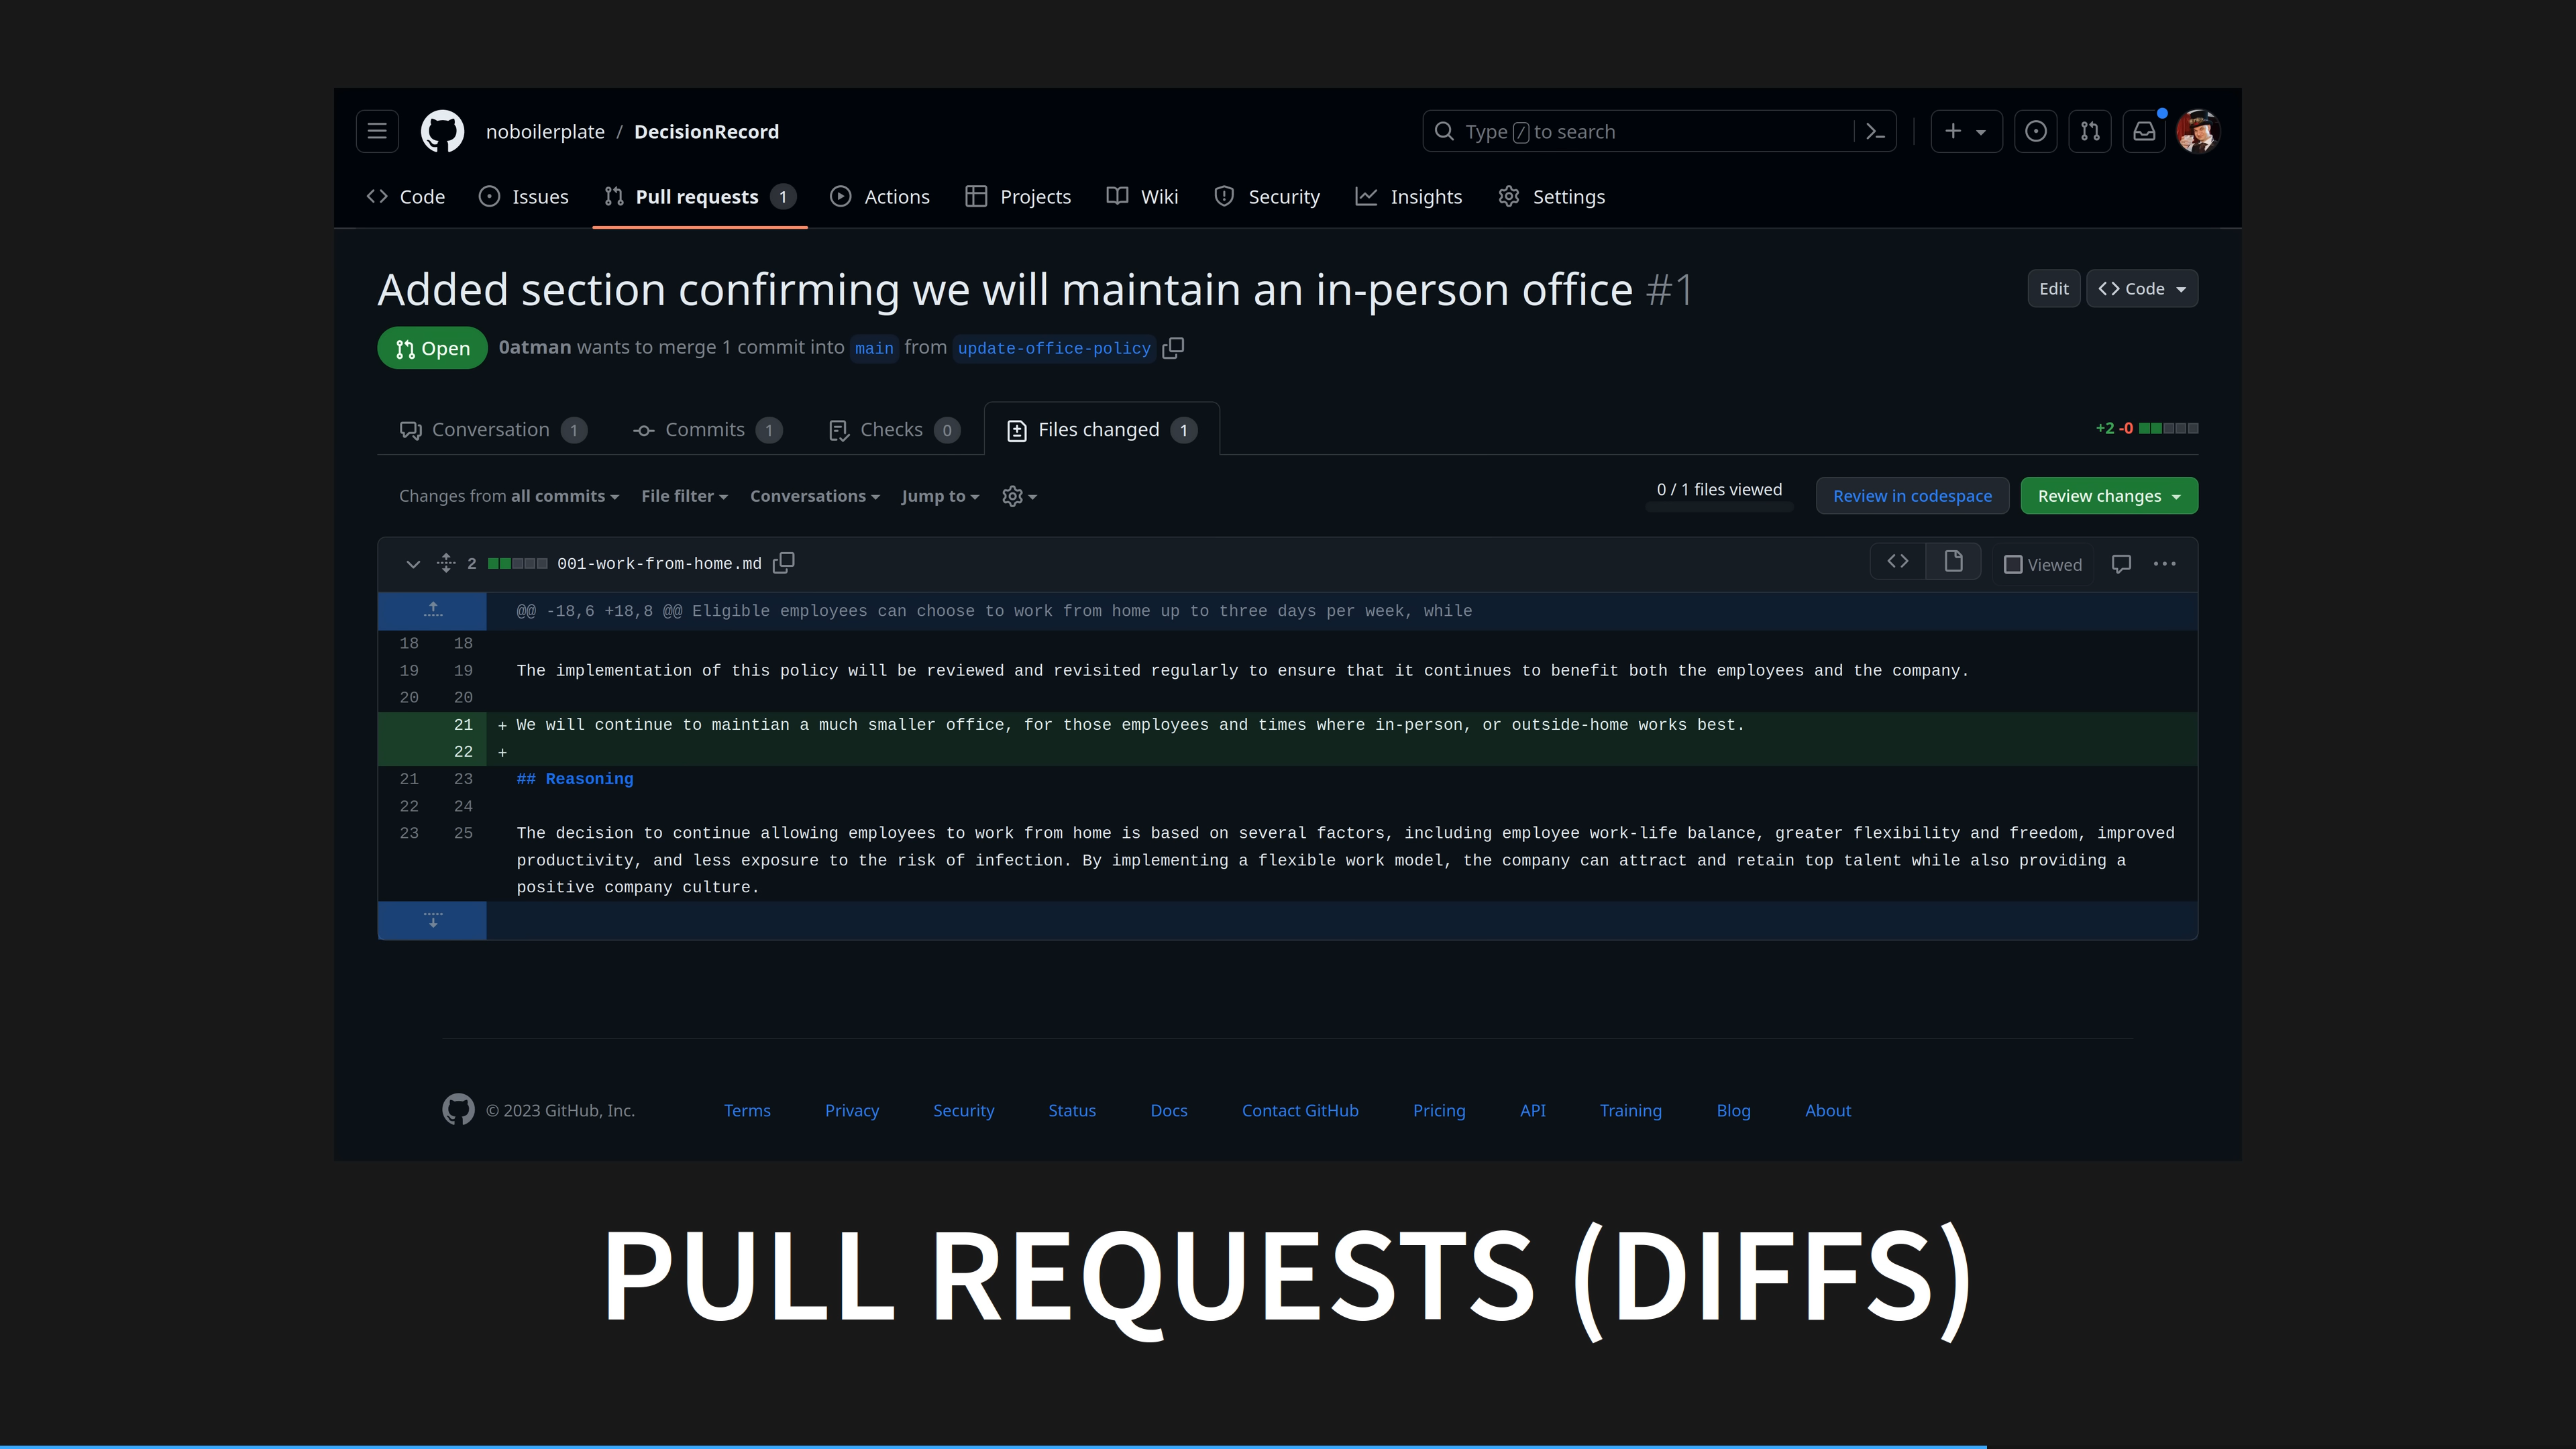 noboilerplate / DecisionRecord
Type / to search
Code Issues Pull requests 1 Actions Projects Wiki Security Insights Settings
Added section confirming we will maintain an in-person office #1
Edit Code
Open 0atman wants to merge 1 commit into main from update-office-policy
Conversation 1 Commits 1 Checks 0 Files changed 1 +2 -0
Changes from all commits File filter Conversations Jump to 0 / 1 files viewed Review in codespace Review changes
2 001-work-from-home.md Viewed
@@ -18,6 +18,8 @@ Eligible employees can choose to work from home up to three days per week, while
18 18
19 19 The implementation of this policy will be reviewed and revisited regularly to ensure that it continues to benefit both the employees and the company.
20 20
21 + We will continue to maintian a much smaller office, for those employees and times where in-person, or outside-home works best.
22 +
21 23 ## Reasoning
22 24
23 25 The decision to continue allowing employees to work from home is based on several factors, including employee work-life balance, greater flexibility and freedom, improved
productivity, and less exposure to the risk of infection. By implementing a flexible work model, the company can attract and retain top talent while also providing a
positive company culture.
© 2023 GitHub, Inc. Terms Privacy Security Status Docs Contact GitHub Pricing API Training Blog About
PULL REQUESTS (DIFFS)